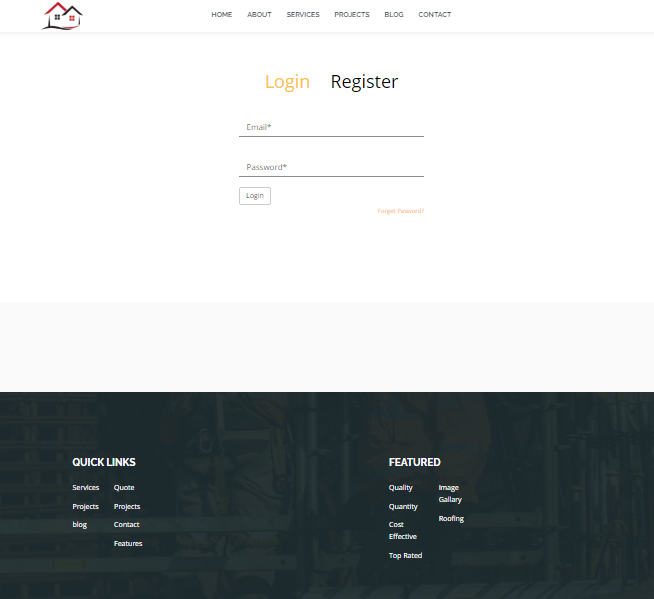 HOME ABOUT SERVICES PROJECTS BLOG CONTACT
Login Register
Email*
Password*
Login
Forget Password?
QUICK LINKS
Services Quote
Projects Projects
blog Contact
Features
FEATURED
Quality
Quantity
Cost
Effective
Top Rated
Image
Gallary
Roofing